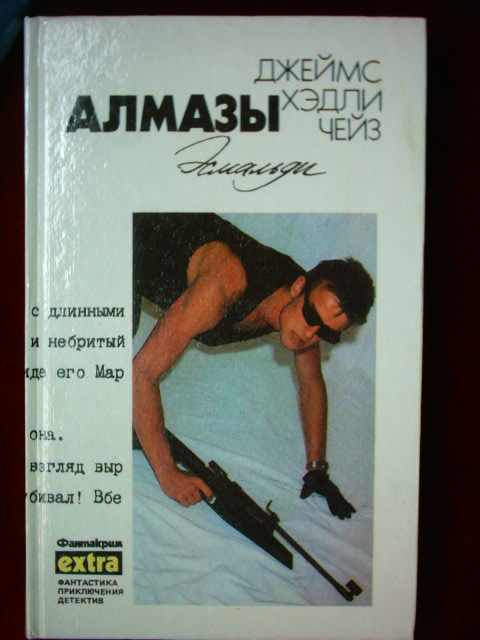 ДЖЕЙМС
ХЭДЛИ
ЧЕЙЗ
АЛМАЗЫ
Эсмальди
с длинными
и небритый
иде его Мар
она.
взгляд выр
убивал! Вбе
Фантакрим
extra
ФАНТАСТИКА
ПРИКЛЮЧЕНИЯ
ДЕТЕКТИВ